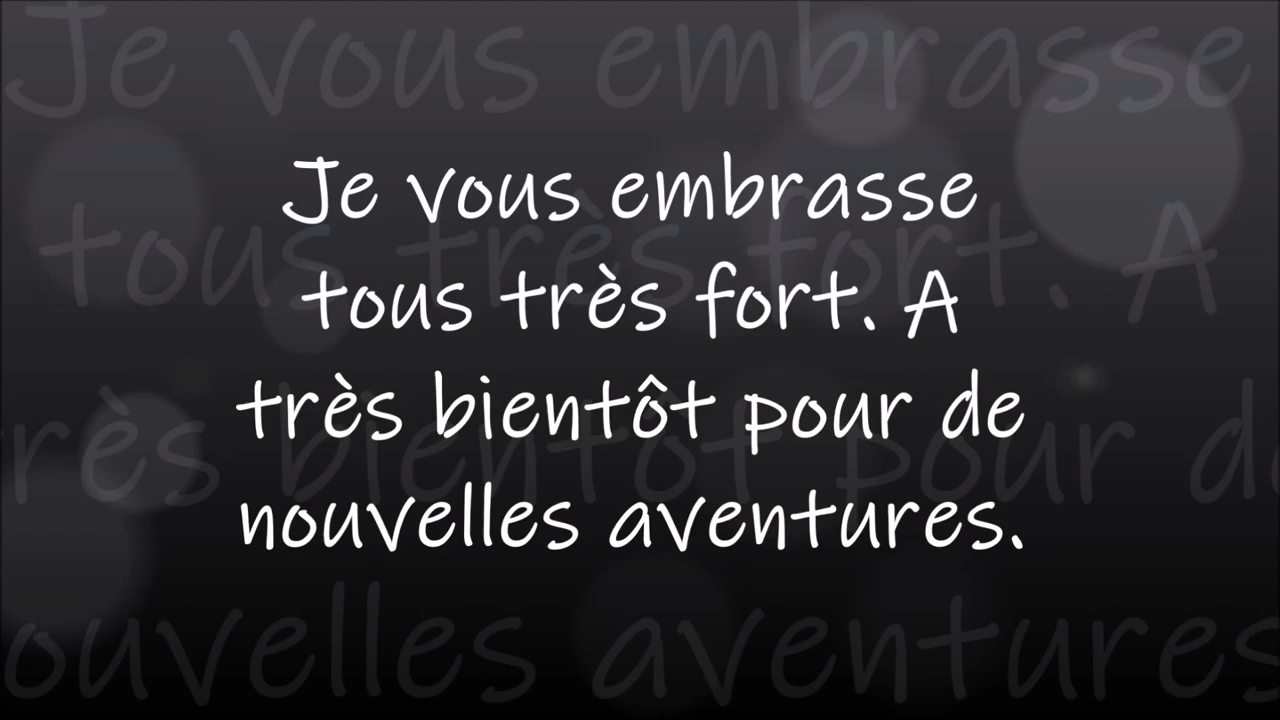 Je vous embrasse
tous très fort. A
très bientôt pour de
nouvelles aventures.